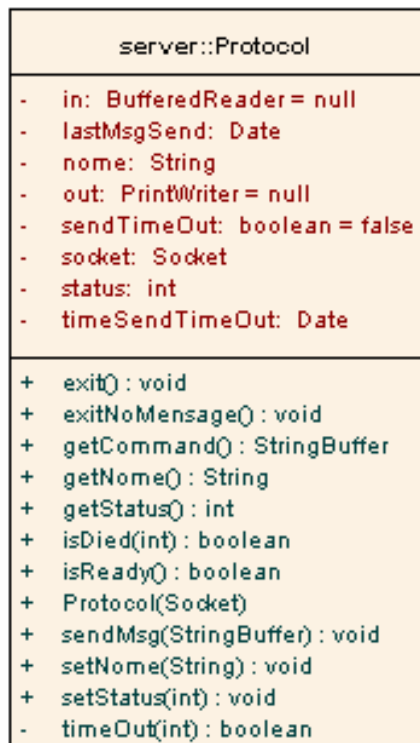 server::Protocol
- in: BufferedReader = null
- lastMsgSend: Date
- nome: String
- out: PrintWriter = null
- sendTimeOut: boolean = false
- socket: Socket
- status: int
- timeSendTimeOut: Date
+ exit() : void
+ exitNoMensage() : void
+ getCommand() : StringBuffer
+ getNome() : String
+ getStatus() : int
+ isDied(int) : boolean
+ isReady() : boolean
+ Protocol(Socket)
+ sendMsg(StringBuffer) : void
+ setNome(String) : void
+ setStatus(int) : void
- timeOut(int) : boolean